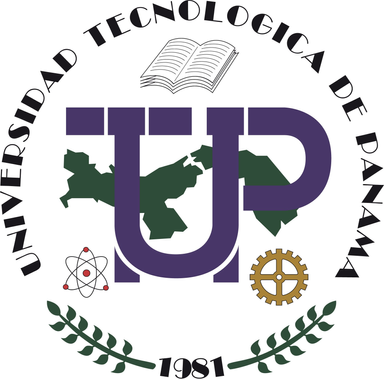 UNIVERSIDAD TECNOLOGICA DE PANAMA
UTP
1981